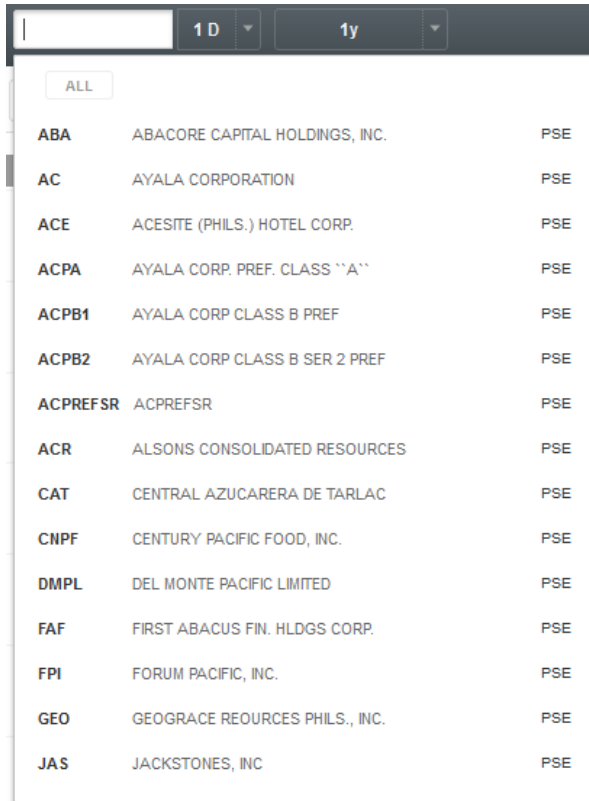 1 D 1y
ALL
ABA ABACORE CAPITAL HOLDINGS, INC. PSE
AC AYALA CORPORATION PSE
ACE ACESITE (PHILS.) HOTEL CORP. PSE
ACPA AYALA CORP. PREF. CLASS ``A`` PSE
ACPB1 AYALA CORP CLASS B PREF PSE
ACPB2 AYALA CORP CLASS B SER 2 PREF PSE
ACPREFSR ACPREFSR PSE
ACR ALSONS CONSOLIDATED RESOURCES PSE
CAT CENTRAL AZUCARERA DE TARLAC PSE
CNPF CENTURY PACIFIC FOOD, INC. PSE
DMPL DEL MONTE PACIFIC LIMITED PSE
FAF FIRST ABACUS FIN. HLDGS CORP. PSE
FPI FORUM PACIFIC, INC. PSE
GEO GEOGRACE REOURCES PHILS., INC. PSE
JAS JACKSTONES, INC PSE